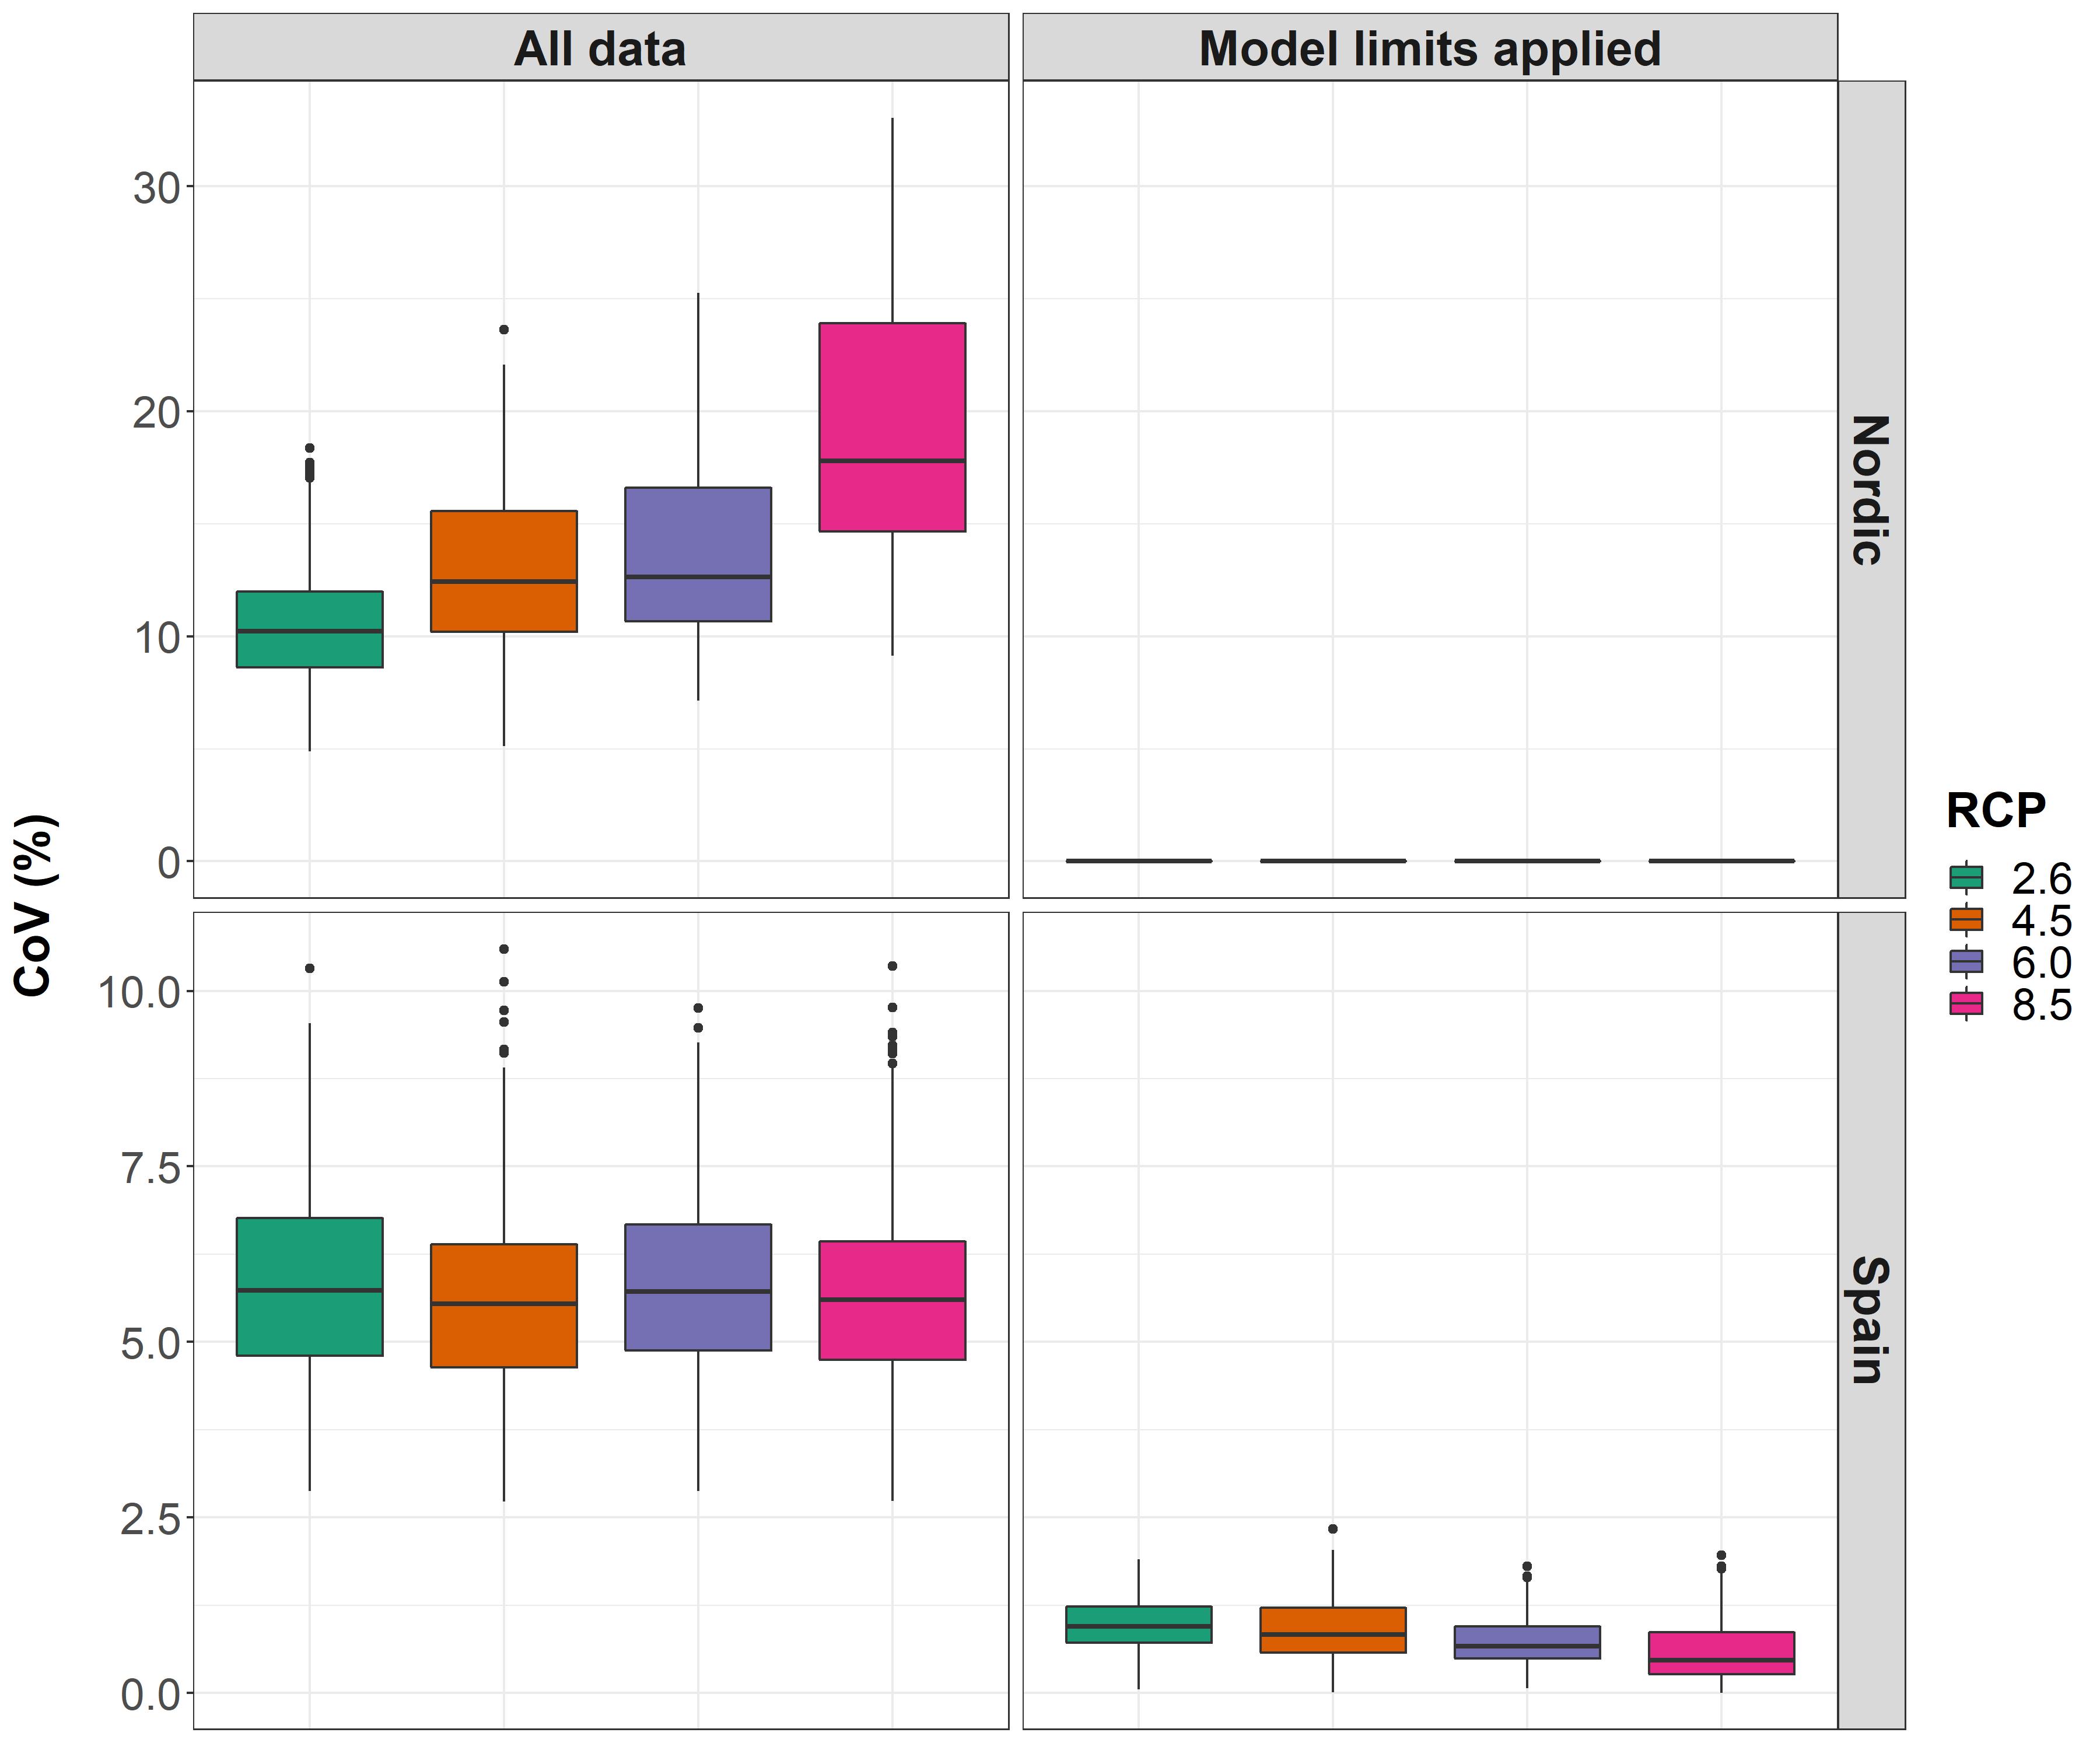 All data
Model limits applied
30
20
10
0
Nordic
CoV (%)
10.0
7.5
5.0
2.5
0.0
Spain
RCP
2.6
4.5
6.0
8.5